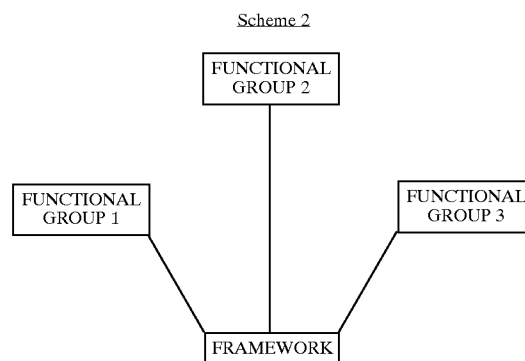 Scheme 2
FUNCTIONAL
GROUP 2
FUNCTIONAL
GROUP 1
FUNCTIONAL
GROUP 3
FRAMEWORK